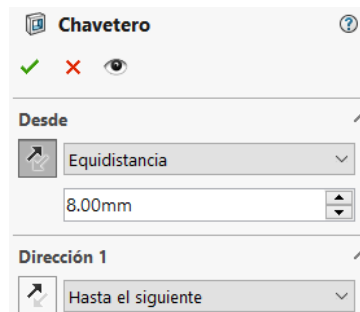 Chavetero
Desde
Equidistancia
8.00mm
Dirección 1
Hasta el siguiente